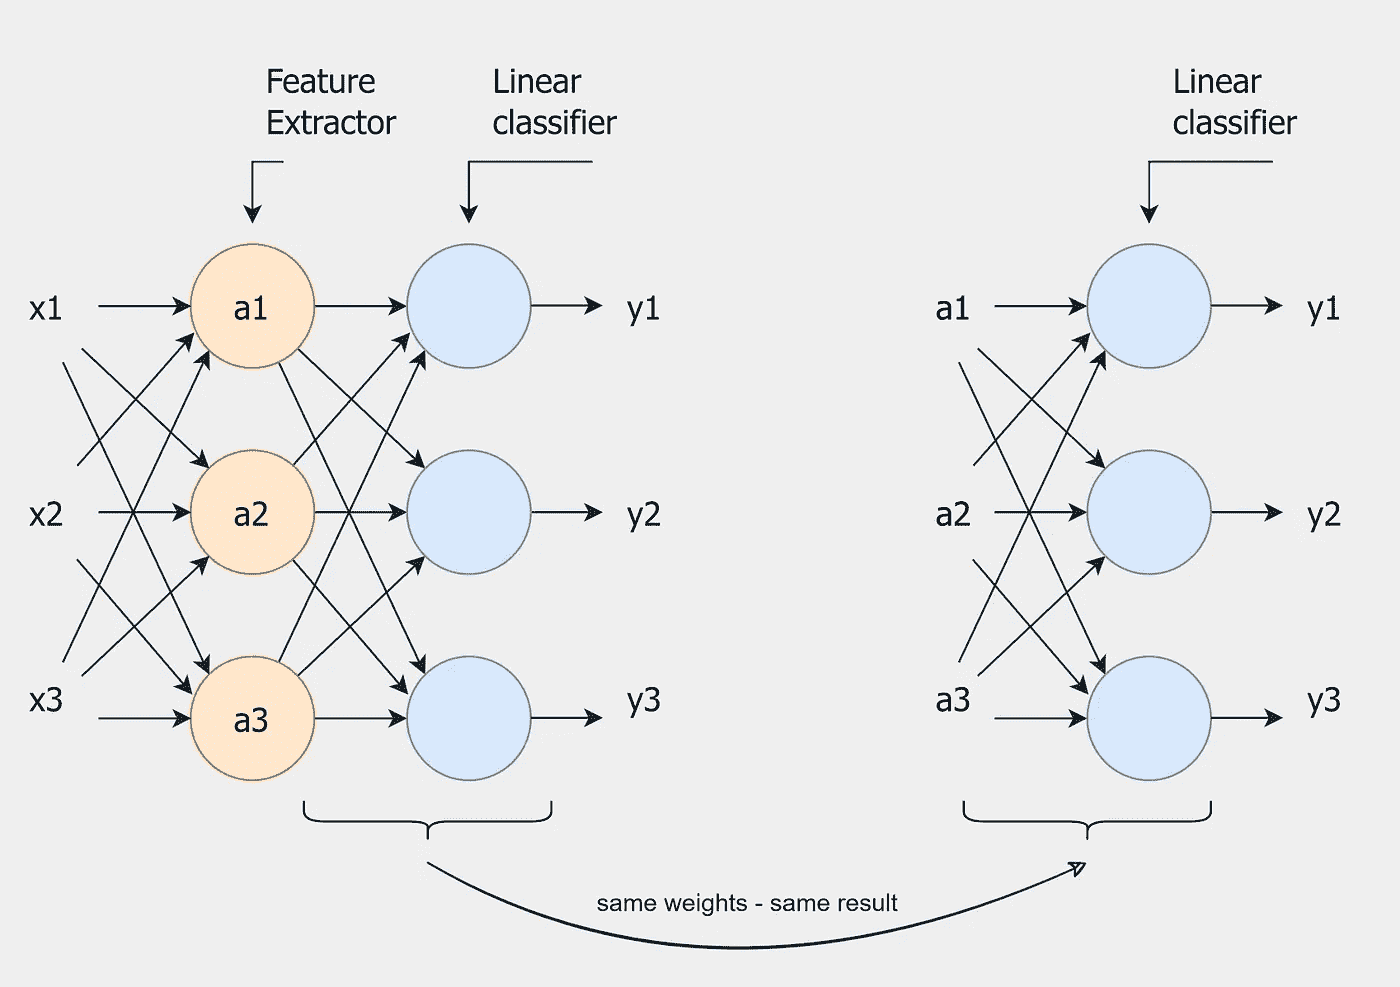 Feature
Extractor
Linear
classifier
Linear
classifier
x1
a1
y1
a1
y1
x2
a2
y2
a2
y2
x3
a3
y3
a3
y3
same weights - same result